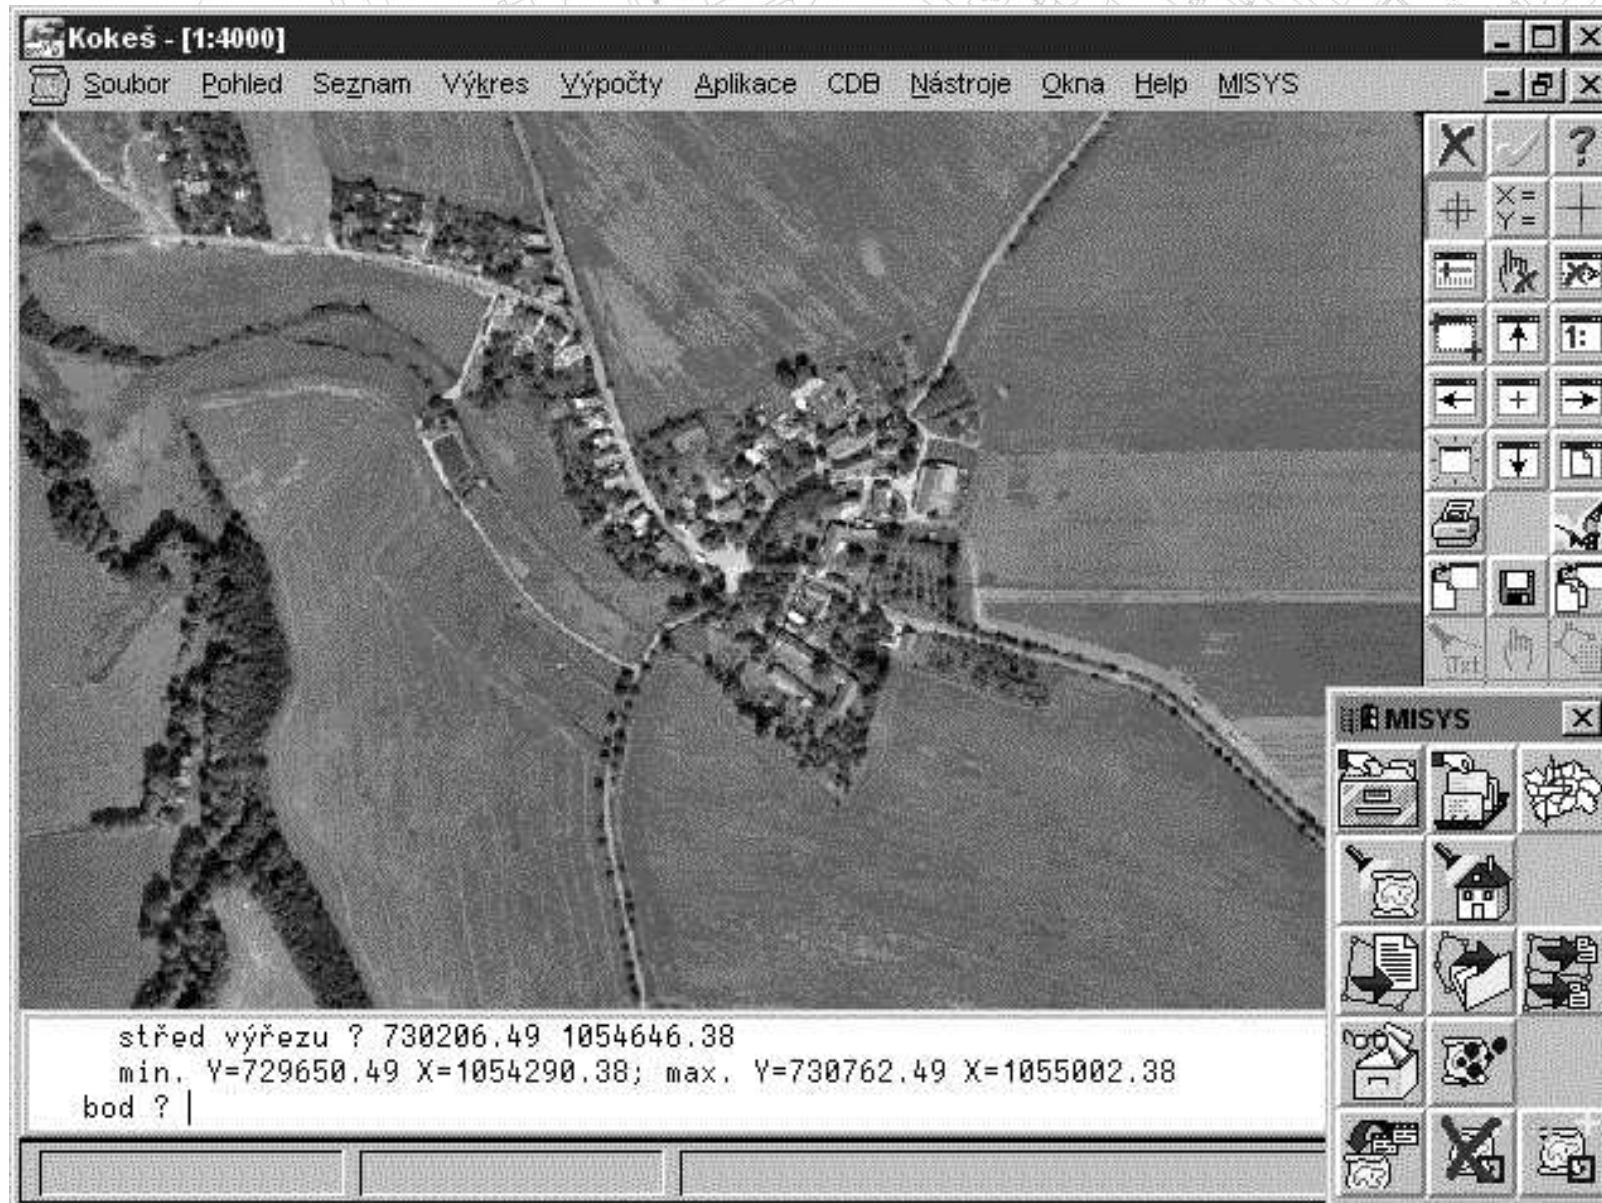 Kokeš - [1:4000]
Soubor Pohled Seznam Výkres Výpočty Aplikace CDB Nástroje Okna Help MISYS
?
X =
Y =
1:
MISYS
střed výřezu ? 730206.49 1054646.38
min. Y=729650.49 X=1054290.38; max. Y=730762.49 X=1055002.38
bod ?